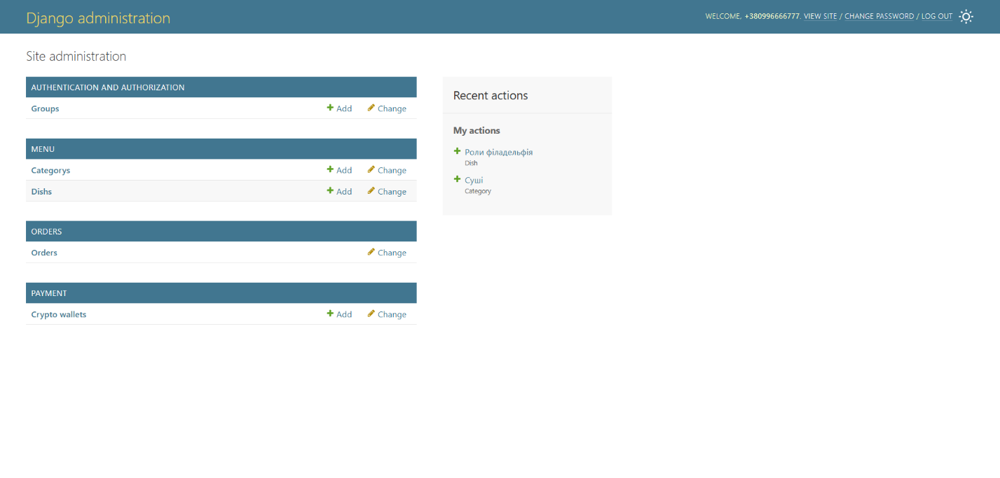 Django administration
WELCOME, +380996666777. VIEW SITE / CHANGE PASSWORD / LOG OUT
Site administration
AUTHENTICATION AND AUTHORIZATION
Groups Add Change
MENU
Categorys Add Change
Dishs Add Change
ORDERS
Orders Change
PAYMENT
Crypto wallets Add Change
Recent actions
My actions
Роли філадельфія
Dish
Суші
Category